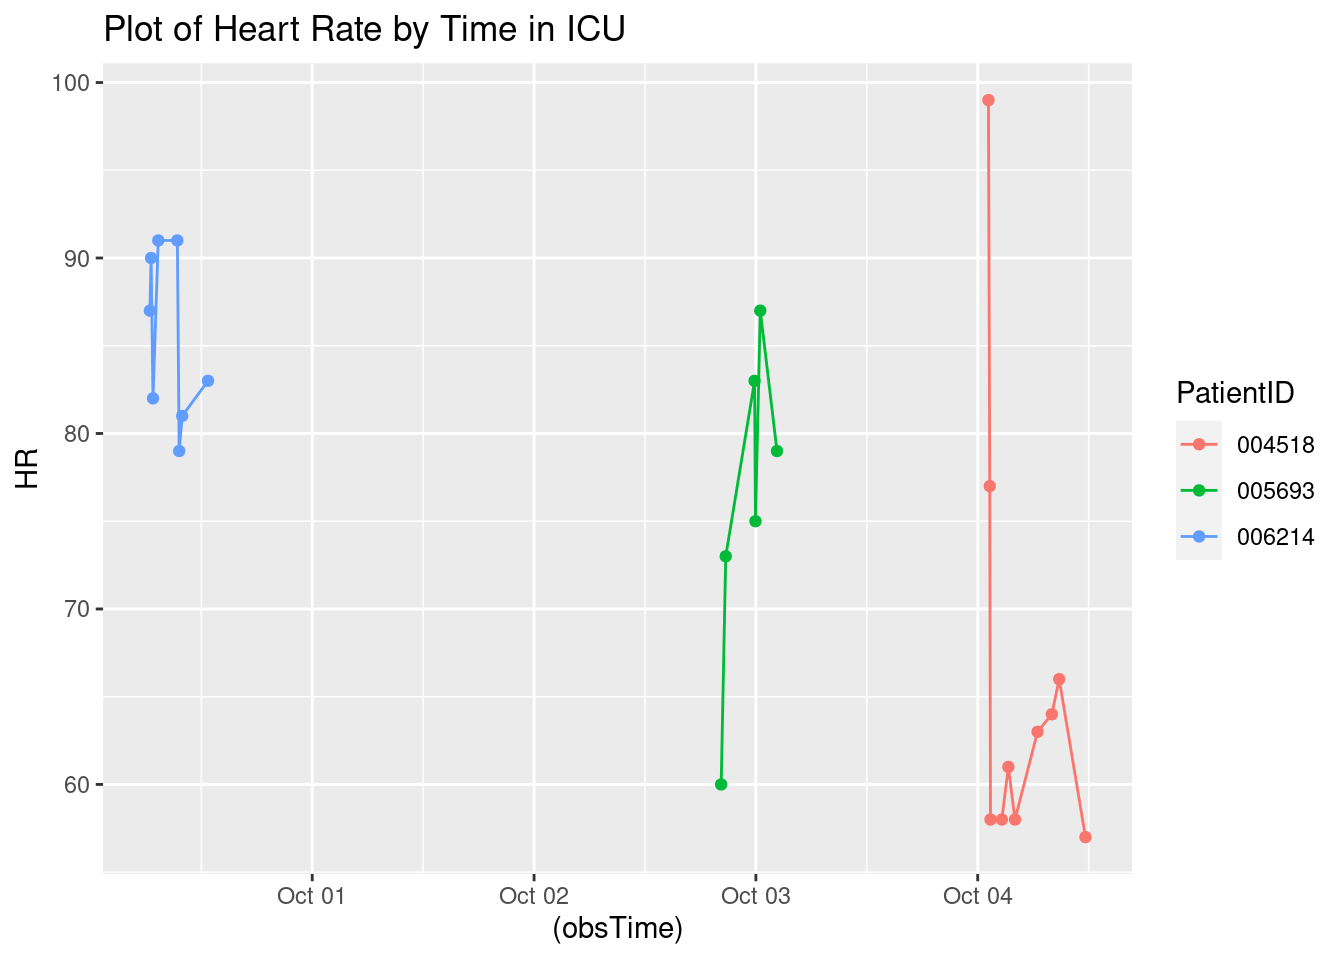 Plot of Heart Rate by Time in ICU
100
90
80
70
60
HR
Oct 01
Oct 02
Oct 03
Oct 04
(obsTime)
PatientID
004518
005693
006214